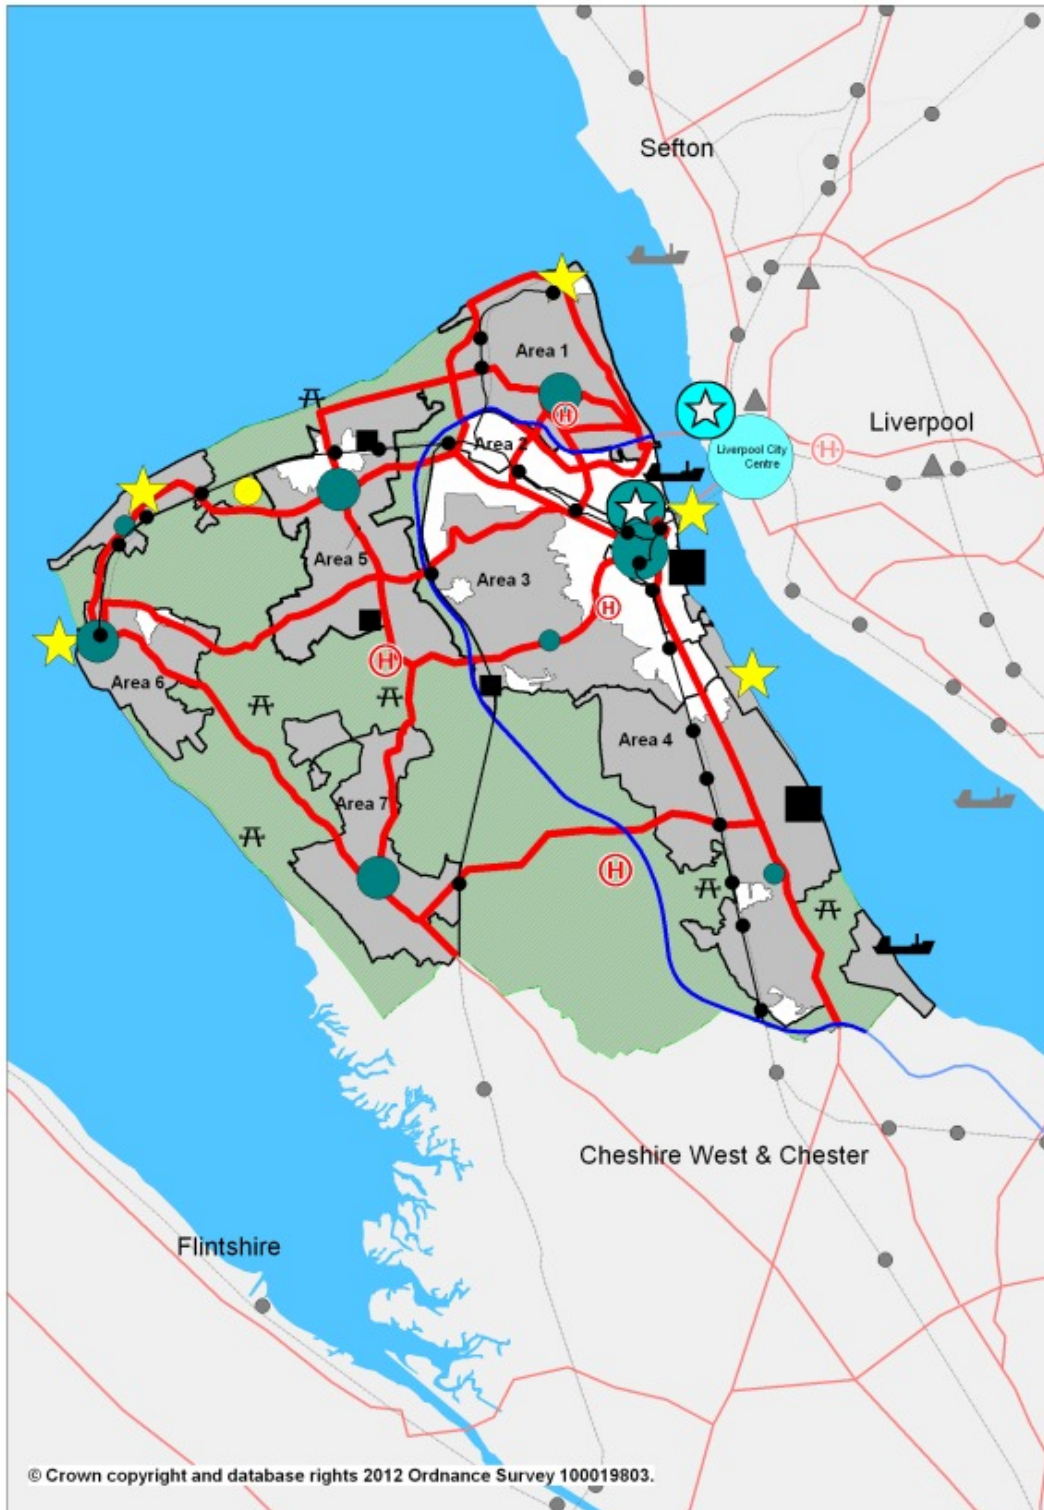 Sefton
Area 1
Liverpool
H
Area 2
H
Liverpool City
Centre
Area 5
Area 3
H
H
Area 6
Area 4
Area 7
H
Cheshire West & Chester
Flintshire
© Crown copyright and database rights 2012 Ordnance Survey 100019803.